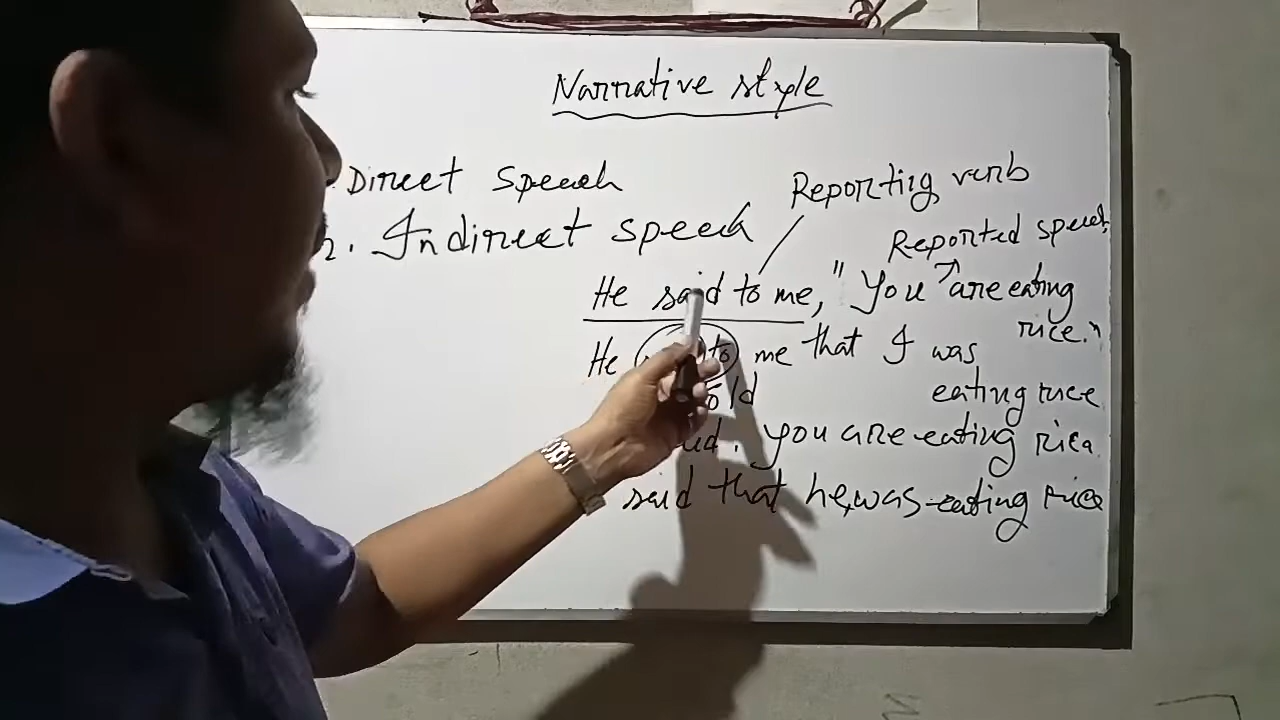 Narrative style
Direct Speech
2. Indirect speech
Reporting verb
Reported speech
He said to me, "You are eating rice."
He to me that I was
eating rice
told
you are eating rice
said that he was eating rice